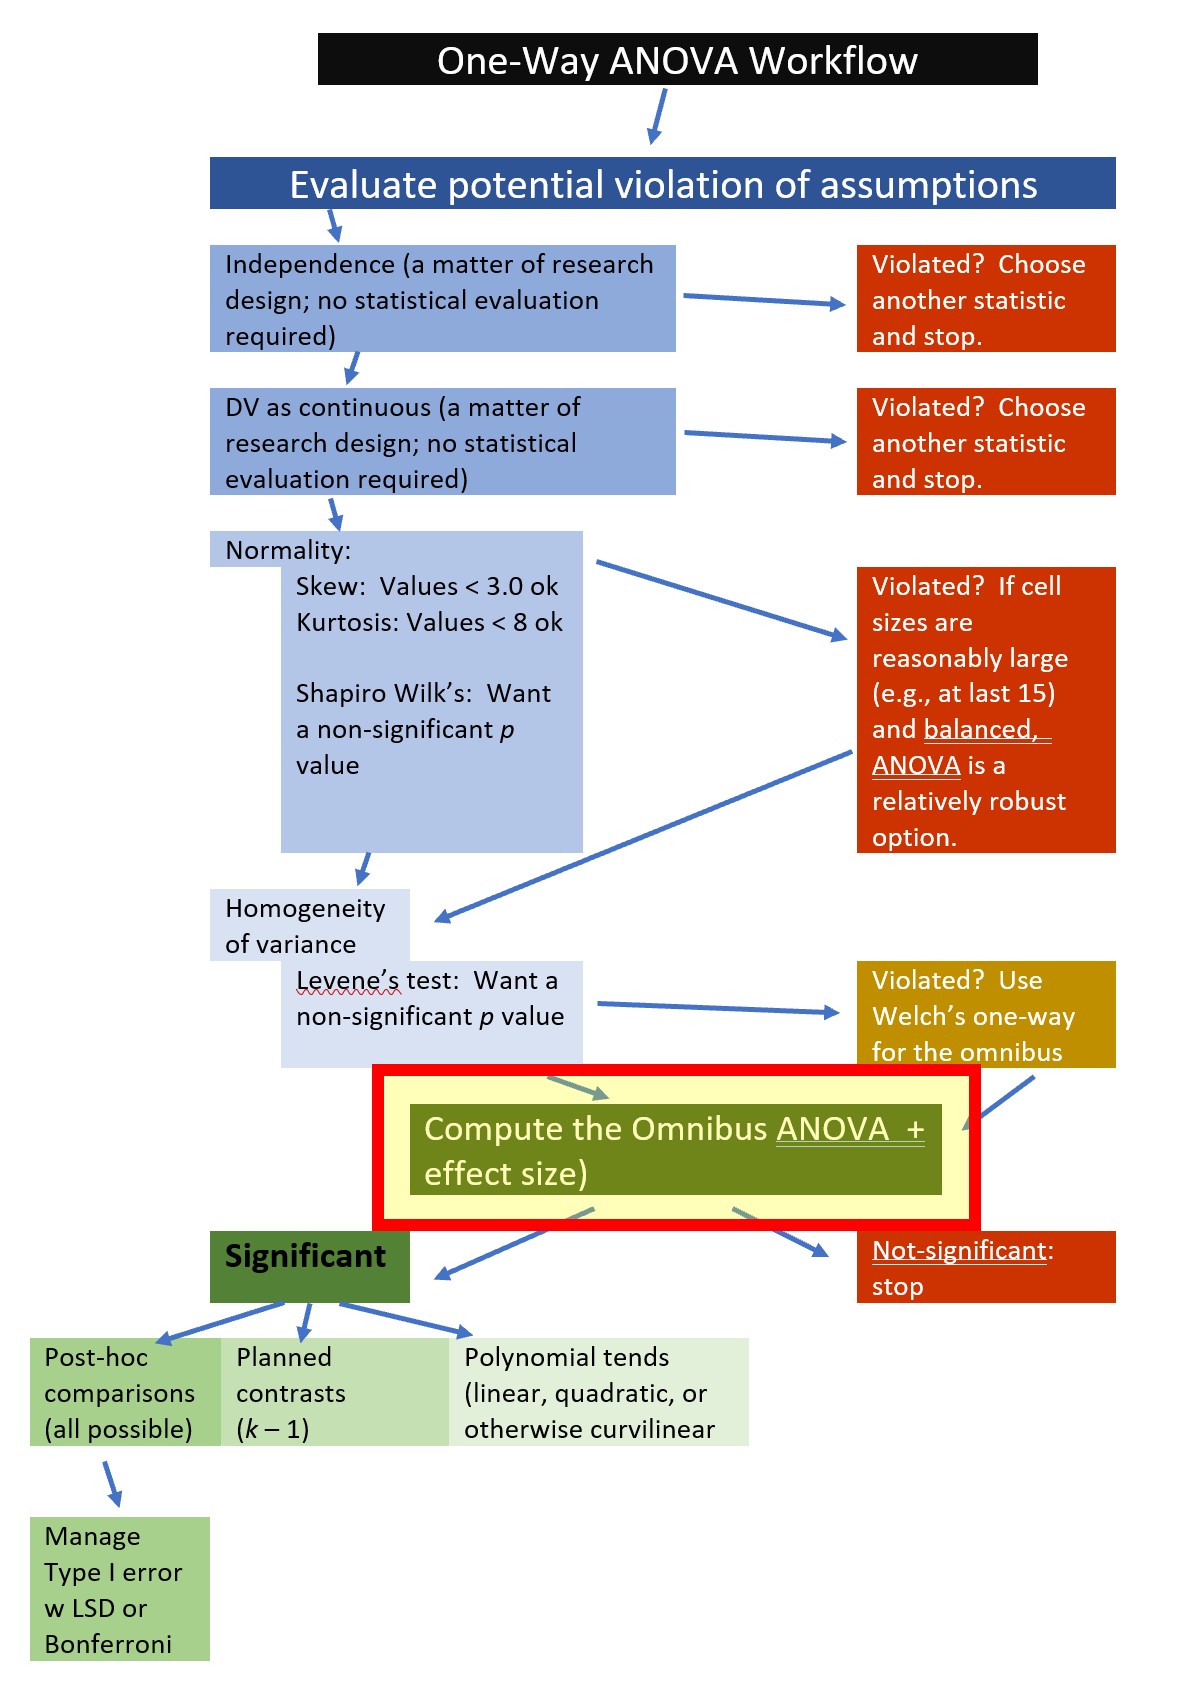 One-Way ANOVA Workflow
Evaluate potential violation of assumptions
Independence (a matter of research
design; no statistical evaluation
required)
Violated?  Choose
another statistic
and stop.
DV as continuous (a matter of
research design; no statistical
evaluation required)
Violated?  Choose
another statistic
and stop.
Normality:
Skew:  Values < 3.0 ok
Kurtosis: Values < 8 ok
Shapiro Wilk’s:  Want
a non-significant p
value
Violated?  If cell
sizes are
reasonably large
(e.g., at last 15)
and balanced,
ANOVA is a
relatively robust
option.
Homogeneity
of variance
Levene’s test:  Want a
non-significant p value
Violated?  Use
Welch’s one-way
for the omnibus
Compute the Omnibus ANOVA  +
effect size)
Significant
Not-significant:
stop
Post-hoc
comparisons
(all possible)
Planned
contrasts
(k – 1)
Polynomial tends
(linear, quadratic, or
otherwise curvilinear
Manage
Type I error
w LSD or
Bonferroni